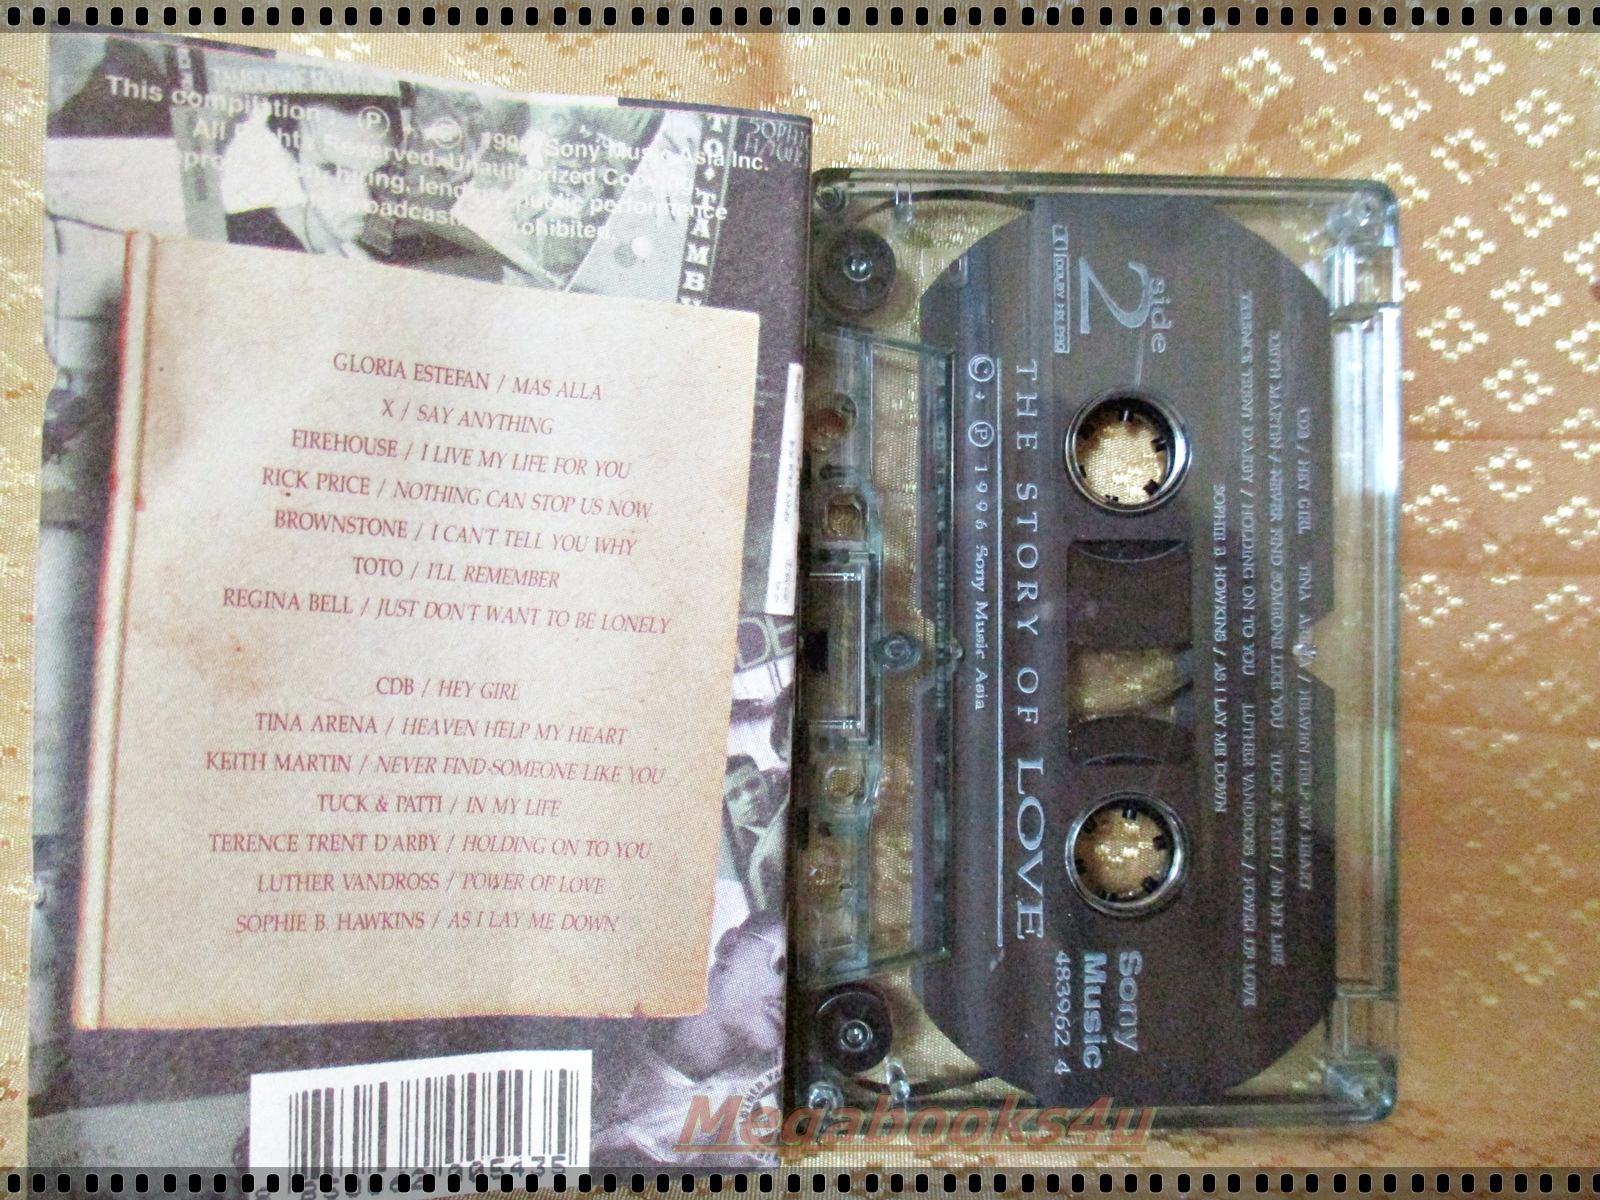 This compilation ℗ + © 1996 Sony Music Asia Inc.
All Rights Reserved. Unauthorized Copying,
hiring, lending, public performance
prohibited.
TO • TAMBU
GLORIA ESTEFAN / MAS ALLA
X / SAY ANYTHING
FIREHOUSE / I LIVE MY LIFE FOR YOU
RICK PRICE / NOTHING CAN STOP US NOW
BROWNSTONE / I CAN'T TELL YOU WHY
TOTO / I'LL REMEMBER
REGINA BELL / JUST DON'T WANT TO BE LONELY
CDB / HEY GIRL
TINA ARENA / HEAVEN HELP MY HEART
KEITH MARTIN / NEVER FIND SOMEONE LIKE YOU
TUCK & PATTI / IN MY LIFE
TERENCE TRENT D'ARBY / HOLDING ON TO YOU
LUTHER VANDROSS / POWER OF LOVE
SOPHIE B. HAWKINS / AS I LAY ME DOWN
side
2
DOLBY HX PRO
CDB / HEY GIRL TINA ARENA / HEAVEN HELP MY HEART
KEITH MARTIN / NEVER FIND SOMEONE LIKE YOU TUCK & PATTI / IN MY LIFE
TERENCE TRENT D'ARBY / HOLDING ON TO YOU LUTHER VANDROSS / POWER OF LOVE
SOPHIE B. HOWKINS / AS I LAY ME DOWN
THE STORY OF LOVE
© + ℗ 1996 Sony Music Asia
Sony
Music
483962 4
Megabooks4u